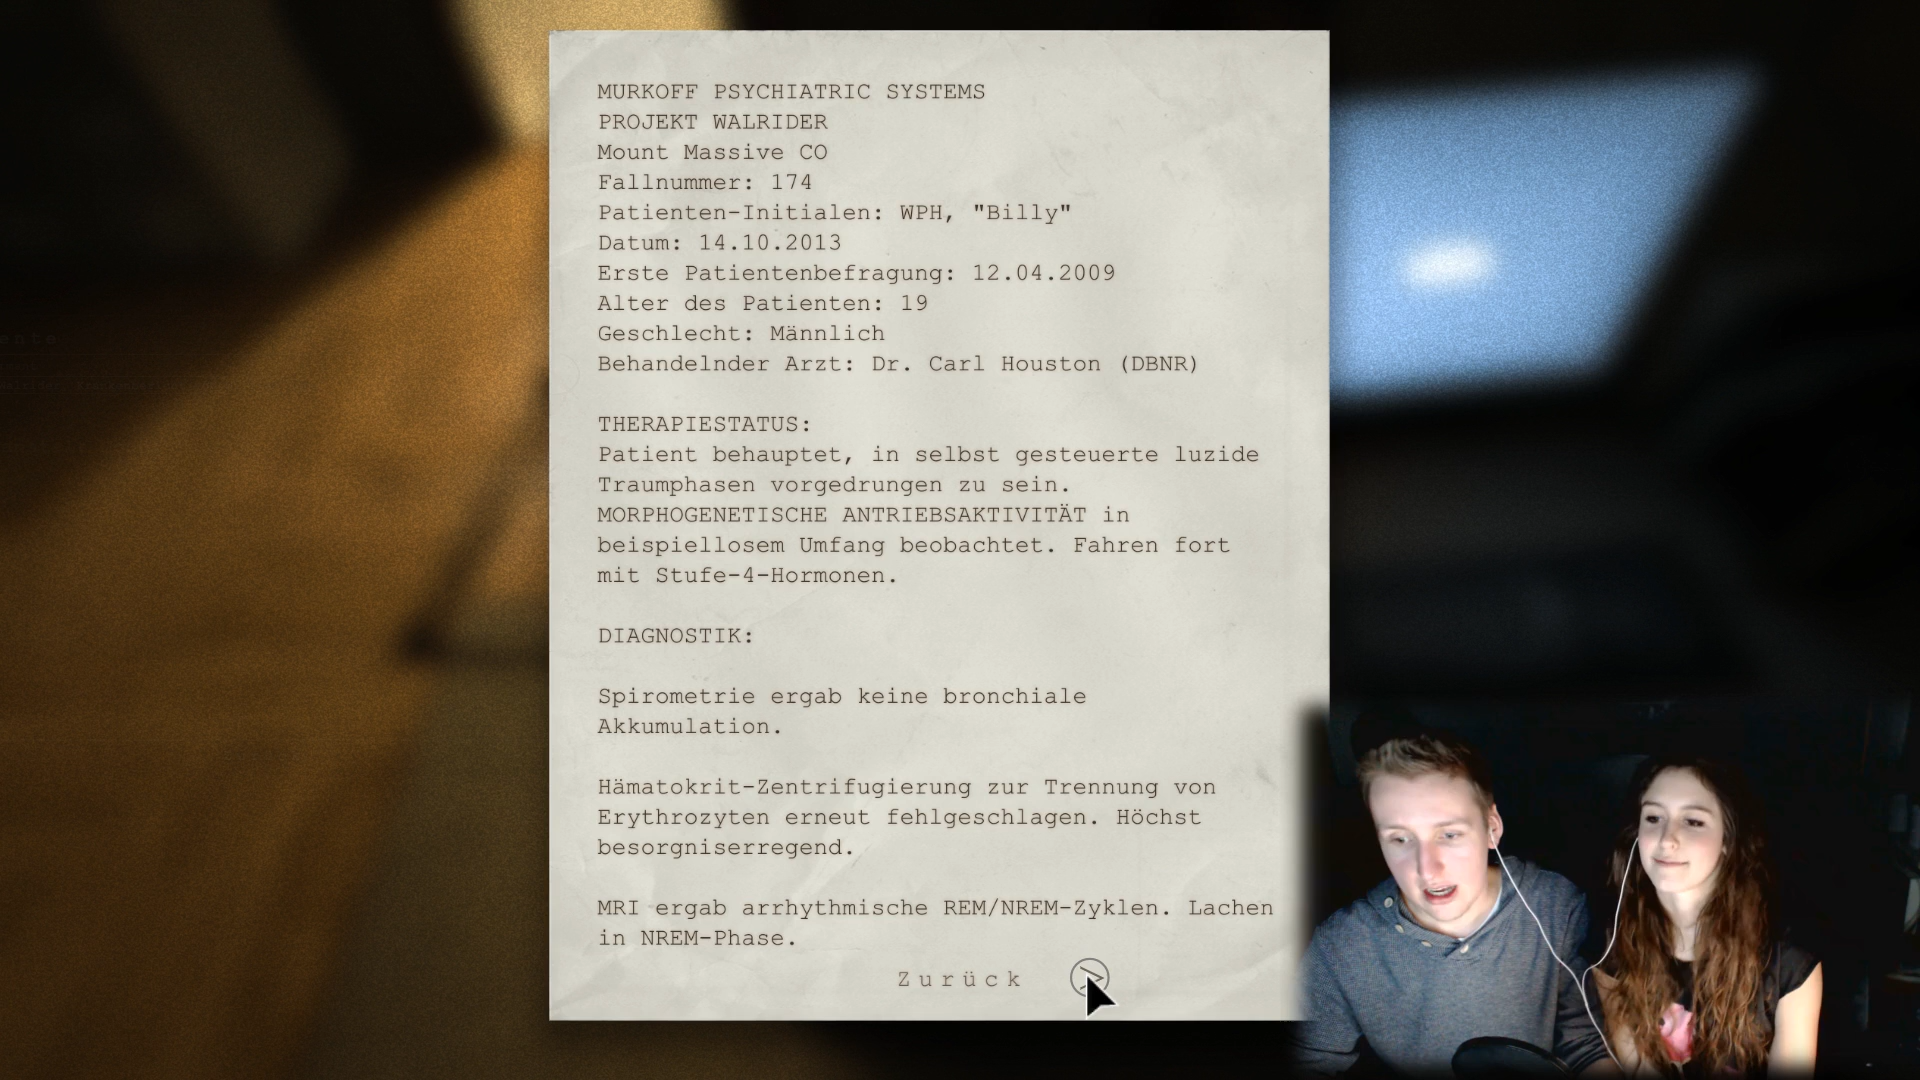 MURKOFF PSYCHIATRIC SYSTEMS
PROJEKT WALRIDER
Mount Massive CO
Fallnummer: 174
Patienten-Initialen: WPH, "Billy"
Datum: 14.10.2013
Erste Patientenbefragung: 12.04.2009
Alter des Patienten: 19
Geschlecht: Männlich
Behandelnder Arzt: Dr. Carl Houston (DBNR)
THERAPIESTATUS:
Patient behauptet, in selbst gesteuerte luzide
Traumphasen vorgedrungen zu sein.
MORPHOGENETISCHE ANTRIEBSAKTIVITÄT in
beispiellosem Umfang beobachtet. Fahren fort
mit Stufe-4-Hormonen.
DIAGNOSTIK:
Spirometrie ergab keine bronchiale
Akkumulation.
Hämatokrit-Zentrifugierung zur Trennung von
Erythrozyten erneut fehlgeschlagen. Höchst
besorgniserregend.
MRI ergab arrhythmische REM/NREM-Zyklen. Lachen
in NREM-Phase.
Zurück